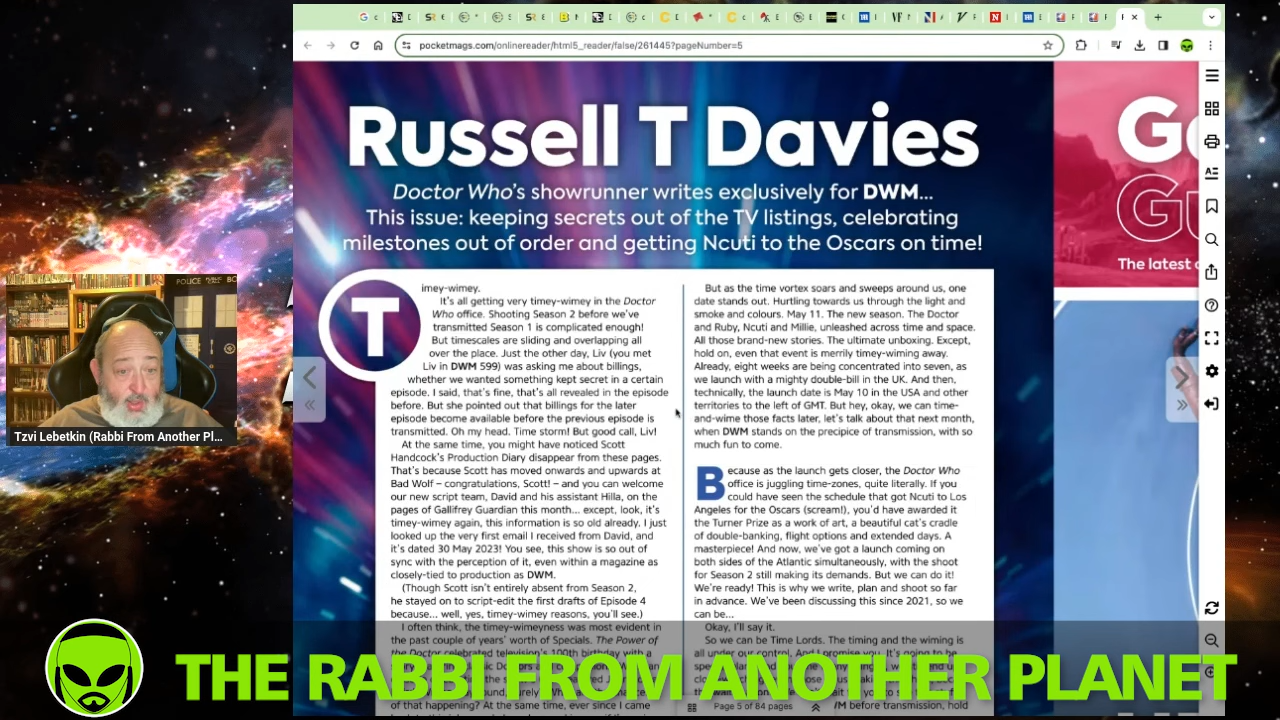 pocketmags.com/onlinereader/html5_reader/false/261445?pageNumber=5
Russell T Davies
Doctor Who's showrunner writes exclusively for DWM...
This issue: keeping secrets out of the TV listings, celebrating
milestones out of order and getting Ncuti to the Oscars on time!
T
imey-wimey.
It's all getting very timey-wimey in the Doctor
Who office. Shooting Season 2 before we've
transmitted Season 1 is complicated enough!
But timescales are sliding and overlapping all
over the place. Just the other day, Liv (you met
Liv in DWM 599) was asking me about billings,
whether we wanted something kept secret in a certain
episode. I said, that's fine, that's all revealed in the episode
before. But she pointed out that billings for the later
episode become available before the previous episode is
transmitted. Oh my head. Time storm! But good call, Liv!
At the same time, you might have noticed Scott
Handcock's Production Diary disappear from these pages.
That's because Scott has moved onwards and upwards at
Bad Wolf – congratulations, Scott! – and you can welcome
our new script team, David and his assistant Hilla, on the
pages of Gallifrey Guardian this month... except, look, it's
timey-wimey again, this information is so old already. I just
looked up the very first email I received from David, and
it's dated 30 May 2023! You see, this show is so out of
sync with the perception of it, even within a magazine as
closely-tied to production as DWM.
(Though Scott isn't entirely absent from Season 2,
he stayed on to script-edit the first drafts of Episode 4
because... well, yes, timey-wimey reasons, you'll see.)
I often think, the timey-wimeyness was most evident in
the past couple of years' worth of Specials. The Power of
the Doctor celebrated television's 100th birthday with a
of that happening? At the same time, ever since I came
But as the time vortex soars and sweeps around us, one
date stands out. Hurtling towards us through the light and
smoke and colours. May 11. The new season. The Doctor
and Ruby, Ncuti and Millie, unleashed across time and space.
All those brand-new stories. The ultimate unboxing. Except,
hold on, even that event is merrily timey-wiming away.
Already, eight weeks are being concentrated into seven, as
we launch with a mighty double-bill in the UK. And then,
technically, the launch date is May 10 in the USA and other
territories to the left of GMT. But hey, okay, we can time-
and-wime those facts later, let's talk about that next month,
when DWM stands on the precipice of transmission, with so
much fun to come.
Because as the launch gets closer, the Doctor Who
office is juggling time-zones, quite literally. If you
could have seen the schedule that got Ncuti to Los
Angeles for the Oscars (scream!), you'd have awarded it
the Turner Prize as a work of art, a beautiful cat's cradle
of double-banking, flight options and extended days. A
masterpiece! And now, we've got a launch coming on
both sides of the Atlantic simultaneously, with the shoot
for Season 2 still making its demands. But we can do it!
We're ready! This is why we write, plan and shoot so far
in advance. We've been discussing this since 2021, so we
can be...
Okay, I'll say it.
So we can be Time Lords. The timing and the wiming is
all under our control. And I promise you, it's going to be
WM before transmission, hold
Page 5 of 84 pages
Ga
Gu
The latest
POLICE
BO
Tzvi Lebetkin (Rabbi From Another Pl...
THE RABBI FROM ANOTHER PLANET